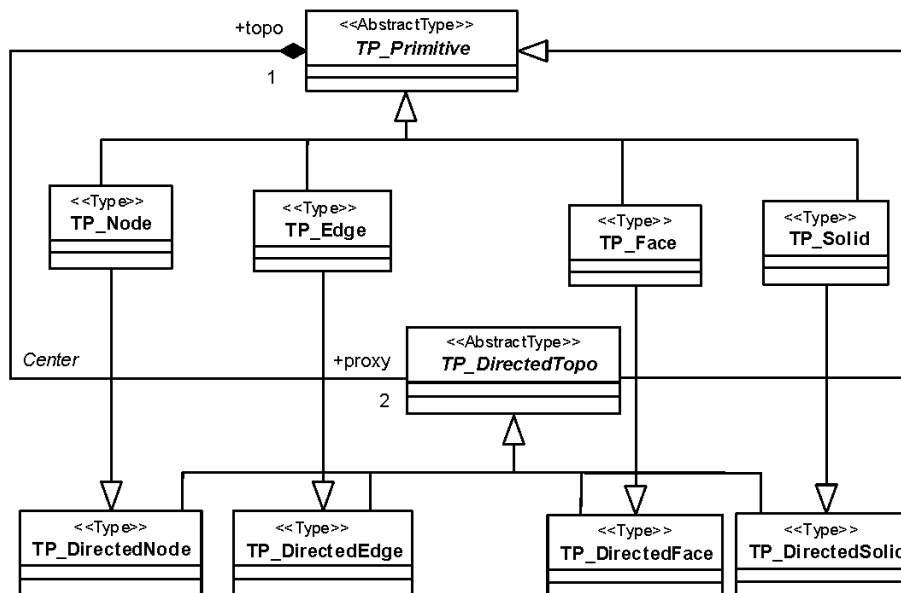 <<AbstractType>>
+topo
TP_Primitive
1
<<Type>>
TP_Node
<<Type>>
TP_Edge
<<Type>>
TP_Face
<<Type>>
TP_Solid
<<AbstractType>>
Center
+proxy
TP_DirectedTopo
2
<<Type>>
TP_DirectedNode
<<Type>>
TP_DirectedEdge
<<Type>>
TP_DirectedFace
<<Type>>
TP_DirectedSolid